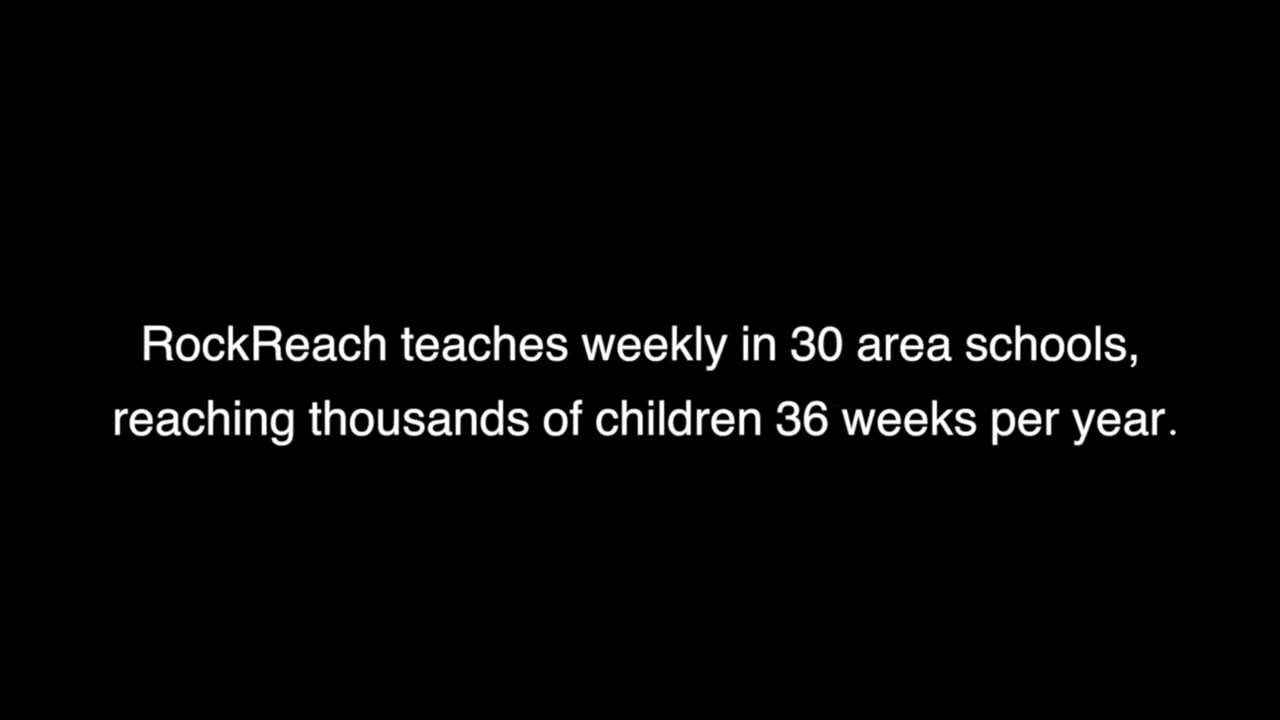 RockReach teaches weekly in 30 area schools,
reaching thousands of children 36 weeks per year.